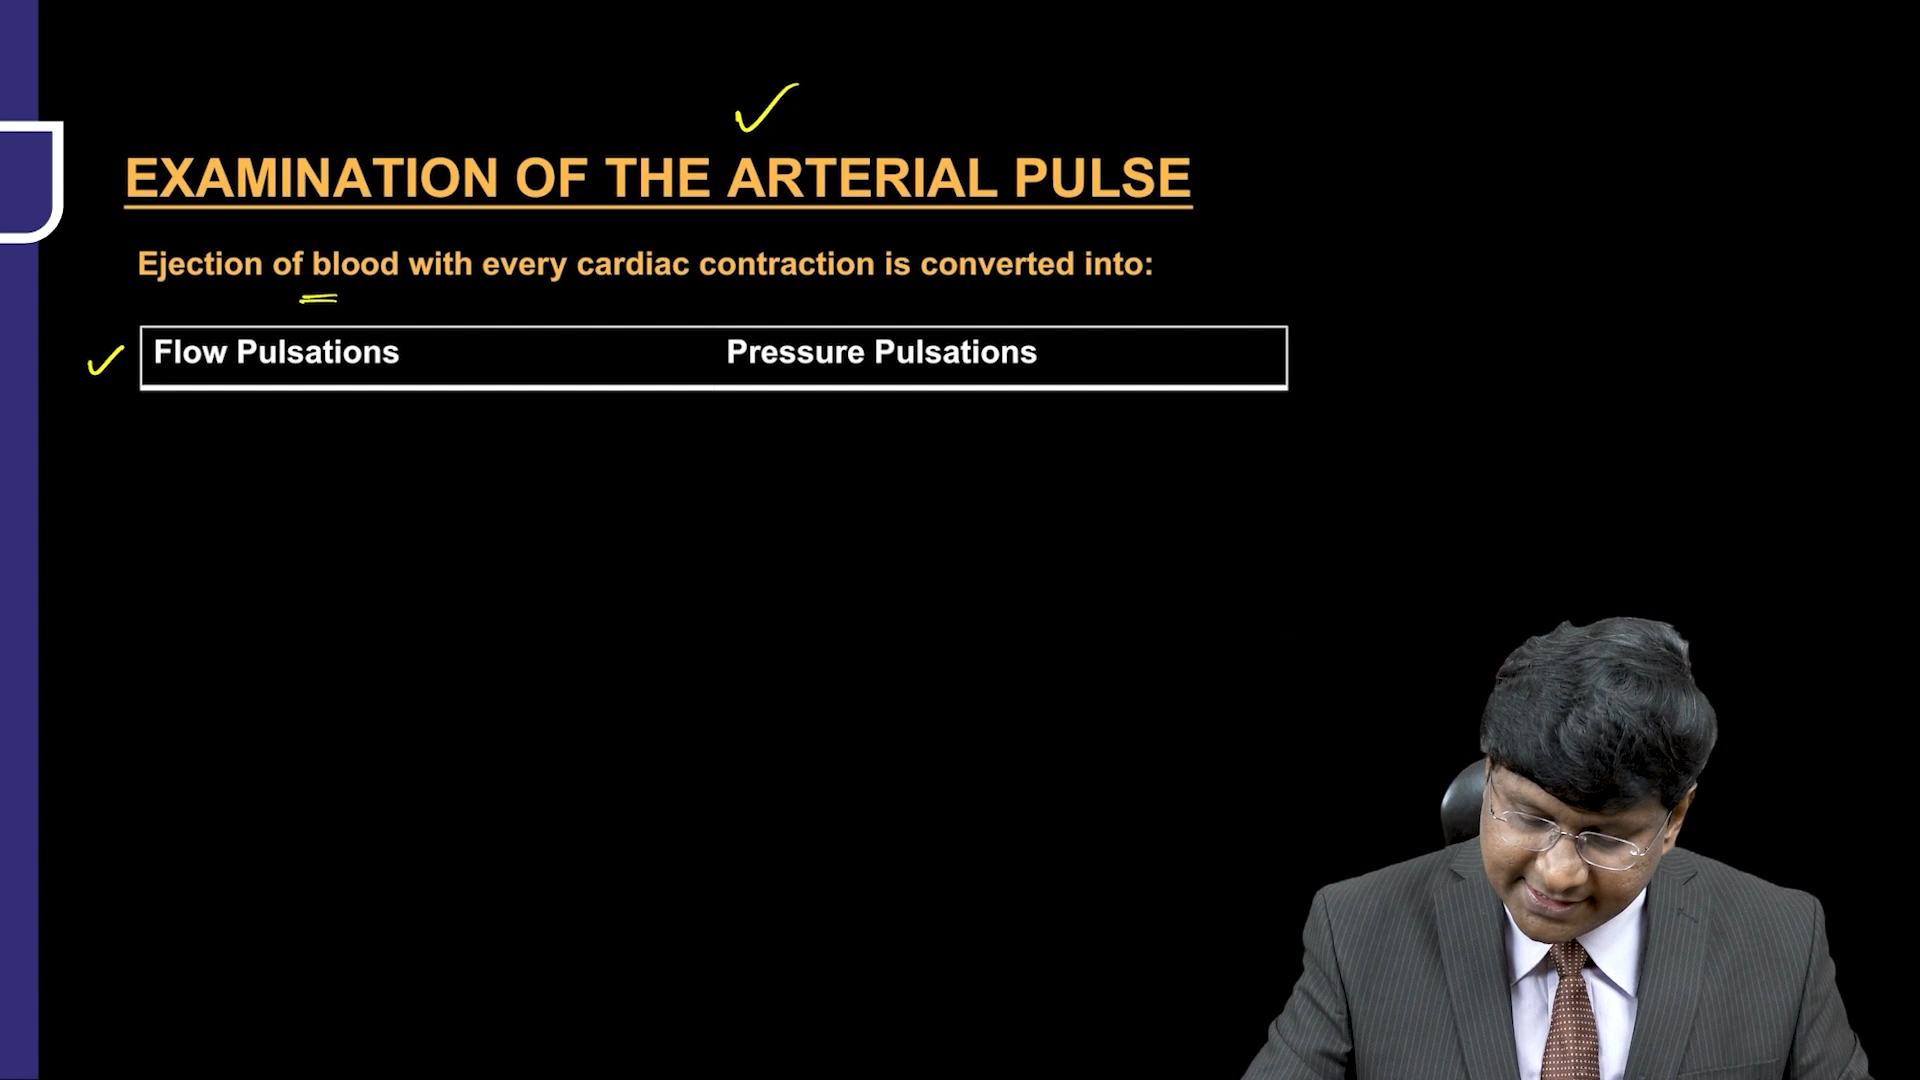 EXAMINATION OF THE ARTERIAL PULSE
Ejection of blood with every cardiac contraction is converted into:
Flow Pulsations Pressure Pulsations